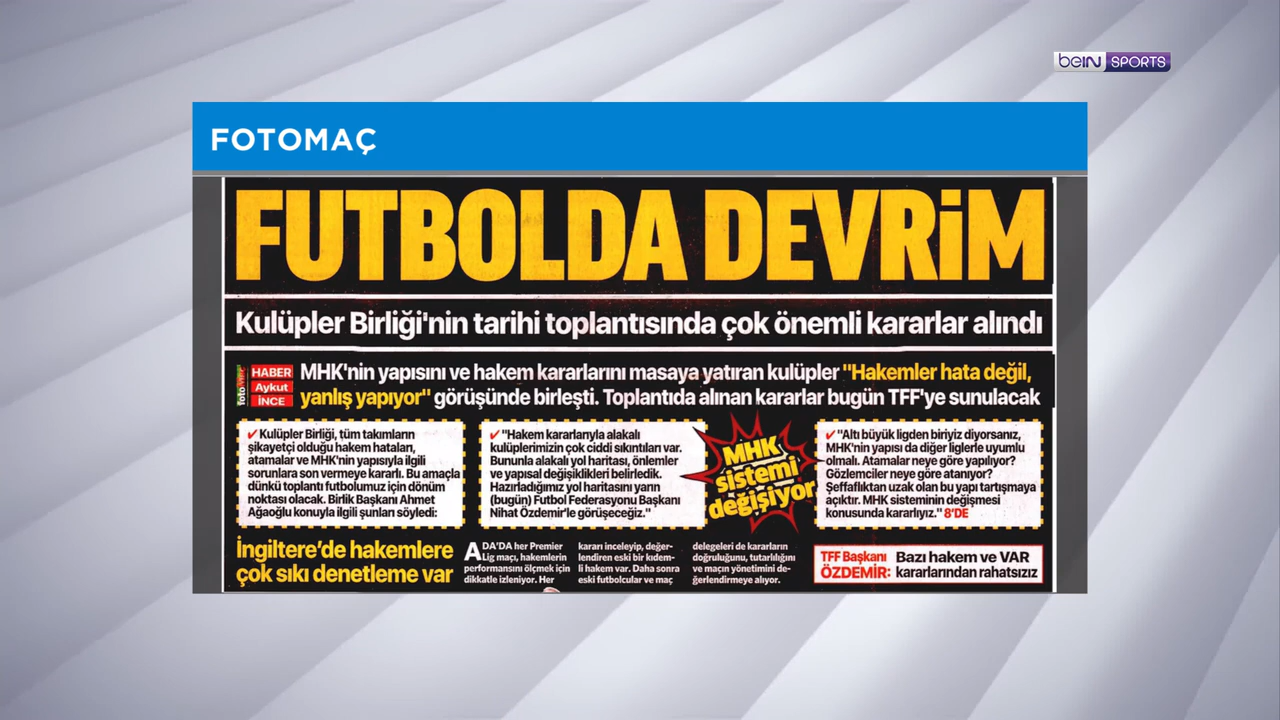 beIN SPORTS
FOTOMAÇ
FUTBOLDA DEVRİM
Kulüpler Birliği'nin tarihi toplantısında çok önemli kararlar alındı
foto
HABER
Aykut
İNCE
MHK'nin yapısını ve hakem kararlarını masaya yatıran kulüpler "Hakemler hata değil,
yanlış yapıyor" görüşünde birleşti. Toplantıda alınan kararlar bugün TFF'ye sunulacak
✓ Kulüpler Birliği, tüm takımların
şikayetçi olduğu hakem hataları,
atamalar ve MHK'nin yapısıyla ilgili
sorunlara son vermeye kararlı. Bu amaçla
dünkü toplantı futbolumuz için dönüm
noktası olacak. Birlik Başkanı Ahmet
Ağaoğlu konuyla ilgili şunları söyledi:
✓ "Hakem kararlarıyla alakalı
kulüplerimizin çok ciddi sıkıntıları var.
Bununla alakalı yol haritası, önlemler
ve yapısal değişiklikleri belirledik.
Hazırladığımız yol haritasını yarın
(bugün) Futbol Federasyonu Başkanı
Nihat Özdemir'le görüşeceğiz."
MHK
sistemi
değişiyor
✓ "Altı büyük ligden biriyiz diyorsanız,
MHK'nin yapısı da diğer liglerle uyumlu
olmalı. Atamalar neye göre yapılıyor?
Gözlemciler neye göre atanıyor?
Şeffaflıktan uzak olan bu yapı tartışmaya
açıktır. MHK sisteminin değişmesi
konusunda kararlıyız." 8'DE
İngiltere'de hakemlere
çok sıkı denetleme var
ADA'DA her Premier
Lig maçı, hakemlerin
performansını ölçmek için
dikkatle izleniyor. Her
kararı inceleyip, değer-
lendiren eski bir kıdem-
li hakem var. Daha sonra
eski futbolcular ve maç
delegeleri de kararların
doğruluğunu, tutarlılığını
ve maçın yönetimini de-
ğerlendirmeye alıyor.
TFF Başkanı
ÖZDEMİR:
Bazı hakem ve VAR
kararlarından rahatsızız